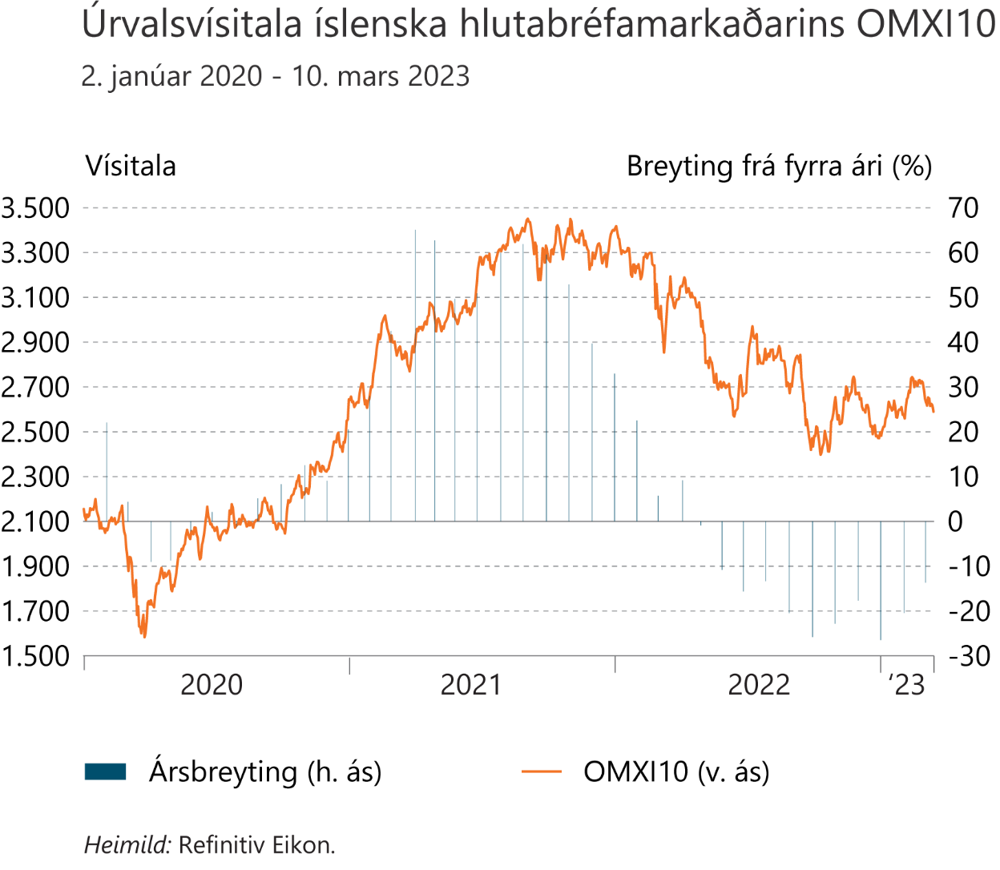 Úrvalsvísitala íslenska hlutabréfamarkaðarins OMXI10
2. janúar 2020 - 10. mars 2023
Vísitala
Breyting frá fyrra ári (%)
3.500 70
3.300 60
3.100 50
2.900 40
2.700 30
2.500 20
2.300 10
2.100 0
1.900 -10
1.700 -20
1.500 -30
2020 2021 2022 ’23
Ársbreyting (h. ás) OMXI10 (v. ás)
Heimild: Refinitiv Eikon.